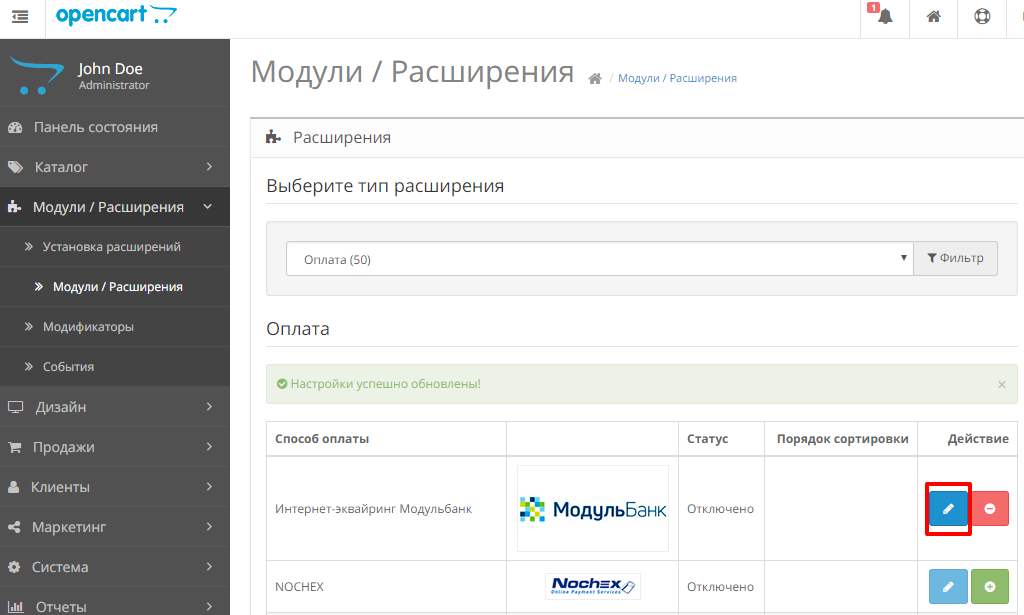 opencart
1
John Doe
Administrator
Панель состояния
Каталог
Модули / Расширения
Установка расширений
Модули / Расширения
Модификаторы
События
Дизайн
Продажи
Клиенты
Маркетинг
Система
Отчеты
Модули / Расширения
/ Модули / Расширения
Расширения
Выберите тип расширения
Оплата (50)
Фильтр
Оплата
Настройки успешно обновлены!
×
Способ оплаты Статус Порядок сортировки Действие
Интернет-эквайринг Модульбанк МодульБанк Отключено
NOCHEX Nochex Отключено
Online Payment Services